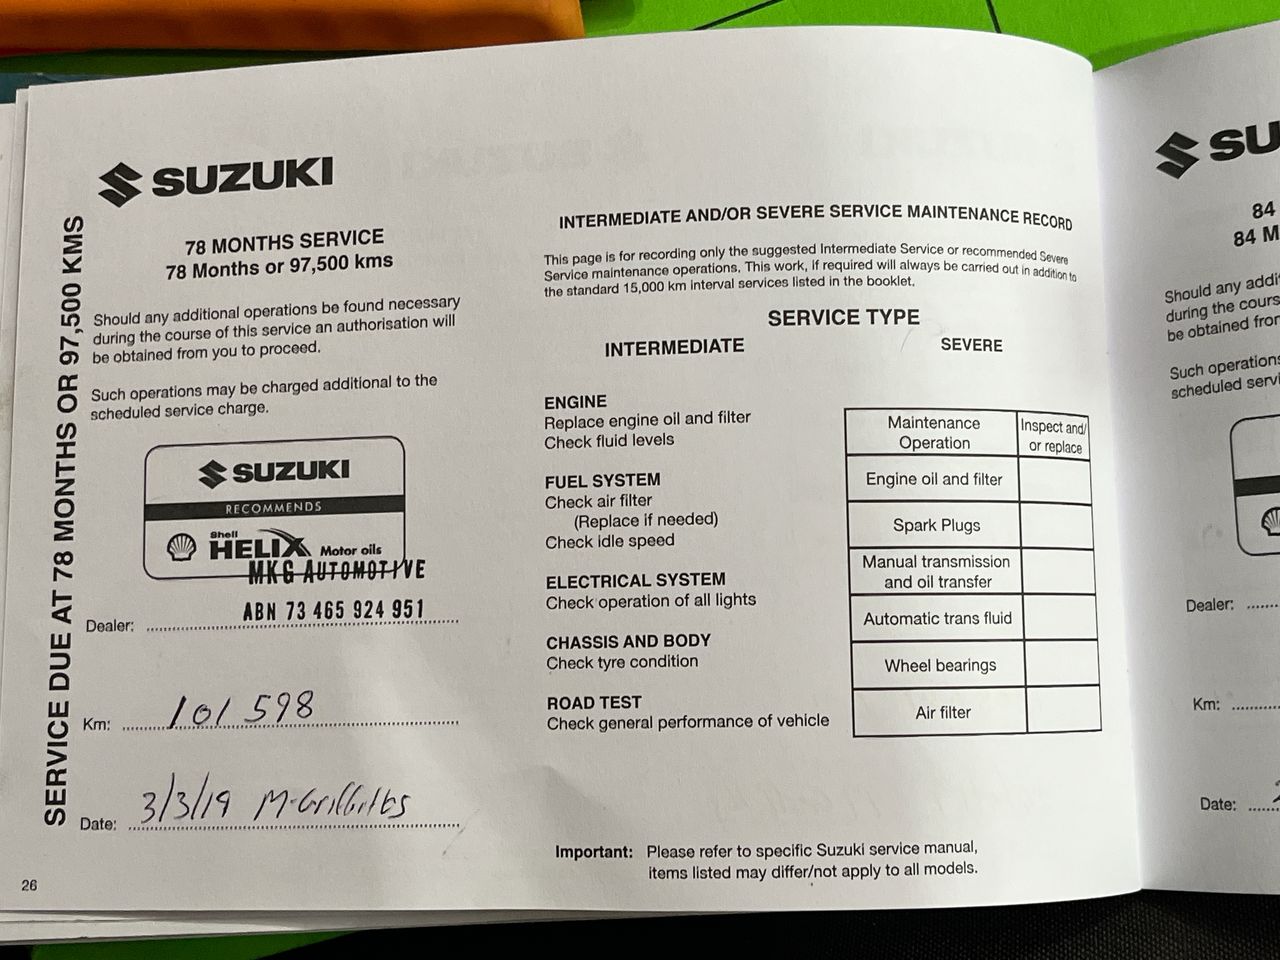 SERVICE DUE AT 78 MONTHS OR 97,500 KMS
SUZUKI
78 MONTHS SERVICE
78 Months or 97,500 kms
Should any additional operations be found necessary
during the course of this service an authorisation will
be obtained from you to proceed.
Such operations may be charged additional to the
scheduled service charge.
SUZUKI
RECOMMENDS
Shell
HELIX Motor oils
MKG AUTOMOTIVE
ABN 73 465 924 951
Dealer:
Km: 101 598
Date: 3/3/19 M-Griffiths
26
INTERMEDIATE AND/OR SEVERE SERVICE MAINTENANCE RECORD
This page is for recording only the suggested Intermediate Service or recommended Severe
Service maintenance operations. This work, if required will always be carried out in addition to
the standard 15,000 km interval services listed in the booklet.
SERVICE TYPE
INTERMEDIATE
ENGINE
Replace engine oil and filter
Check fluid levels
FUEL SYSTEM
Check air filter
(Replace if needed)
Check idle speed
ELECTRICAL SYSTEM
Check operation of all lights
CHASSIS AND BODY
Check tyre condition
ROAD TEST
Check general performance of vehicle
SEVERE
Maintenance
Operation
Inspect and/
or replace
Engine oil and filter
Spark Plugs
Manual transmission
and oil transfer
Automatic trans fluid
Wheel bearings
Air filter
Important: Please refer to specific Suzuki service manual,
items listed may differ/not apply to all models.
SU
84
84 M
Should any addi
during the cours
be obtained fror
Such operations
scheduled servi
Dealer:
Km:
Date: